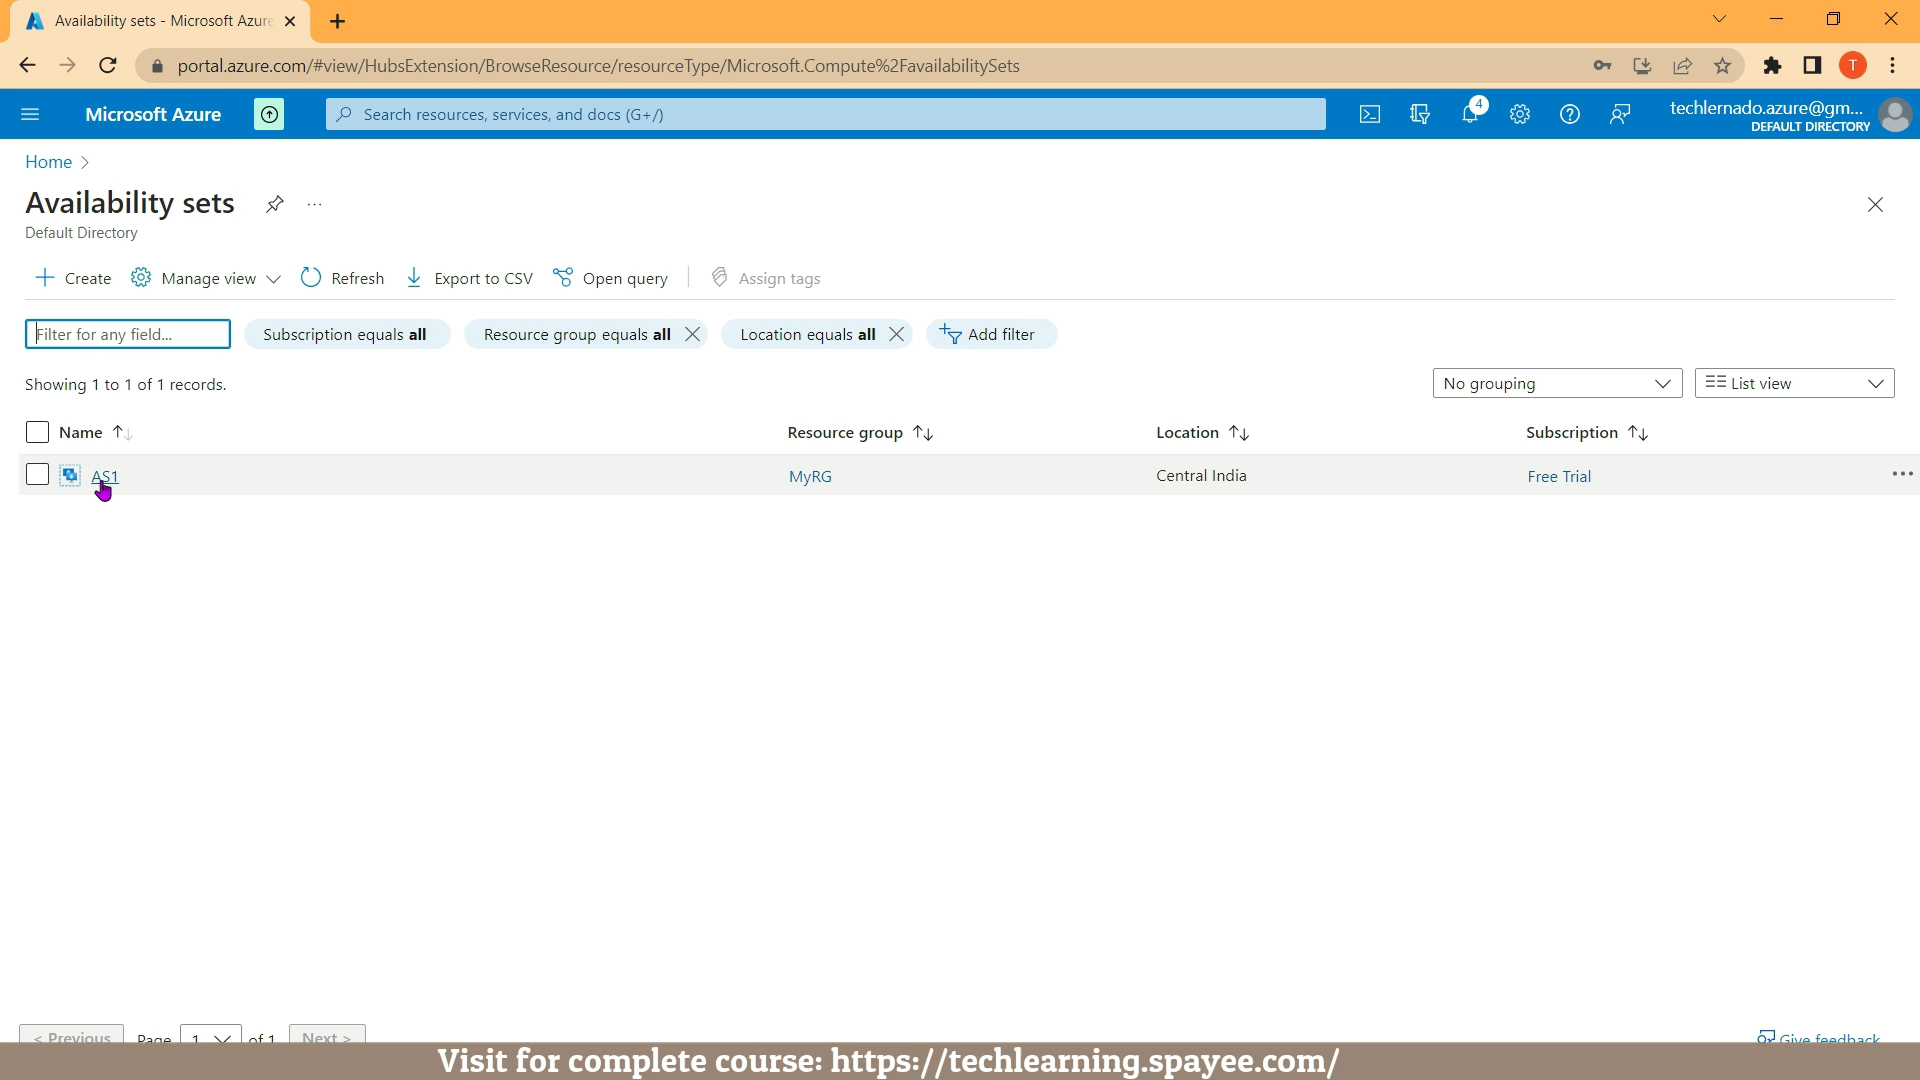 Availability sets - Microsoft Azure
portal.azure.com/#view/HubsExtension/BrowseResource/resourceType/Microsoft.Compute%2FavailabilitySets
T
Microsoft Azure
Search resources, services, and docs (G+/)
4
techlernado.azure@gm...
DEFAULT DIRECTORY
Home
Availability sets
Default Directory
Create Manage view Refresh Export to CSV Open query Assign tags
Filter for any field... Subscription equals all Resource group equals all Location equals all Add filter
Showing 1 to 1 of 1 records. No grouping List view
Name Resource group Location Subscription
AS1 MyRG Central India Free Trial
< Previous Page 1 of 1 Next > Give feedback
Visit for complete course: https://techlearning.spayee.com/